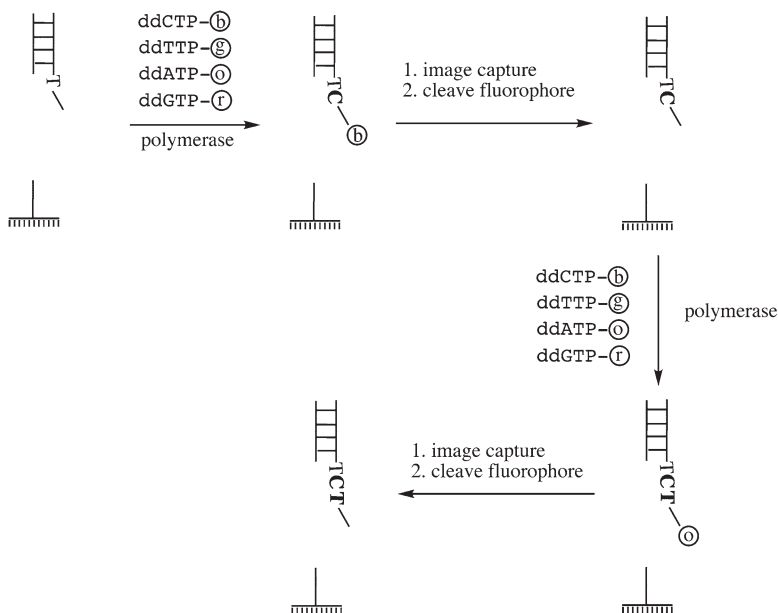 ddCTP-b
ddTTP-g
ddATP-o
ddGTP-r
polymerase
T
TC
b
1. image capture
2. cleave fluorophore
TC
ddCTP-b
ddTTP-g
ddATP-o
ddGTP-r
polymerase
TCT
o
1. image capture
2. cleave fluorophore
TCT